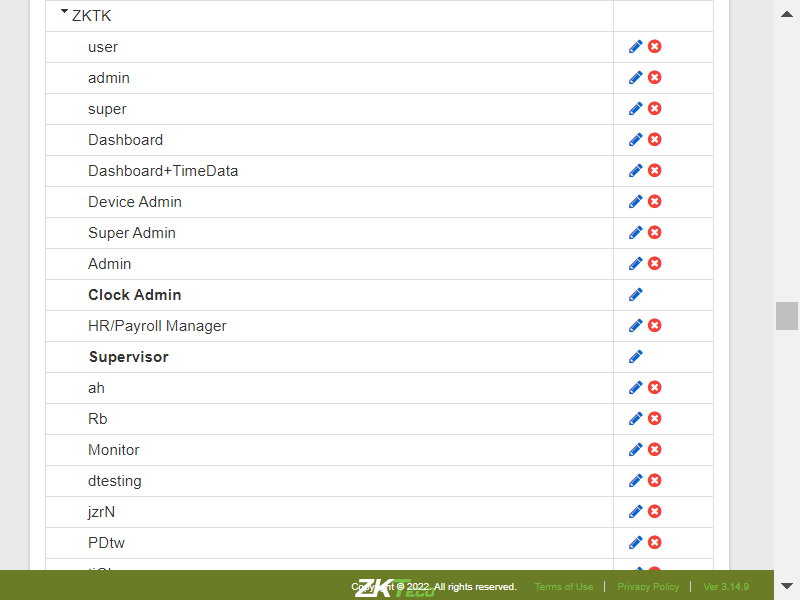 ZKTK
user
admin
super
Dashboard
Dashboard+TimeData
Device Admin
Super Admin
Admin
Clock Admin
HR/Payroll Manager
Supervisor
ah
Rb
Monitor
dtesting
jzrN
PDtw
ZKTECO
Copyright © 2022. All rights reserved. Terms of Use | Privacy Policy | Ver 3.14.9